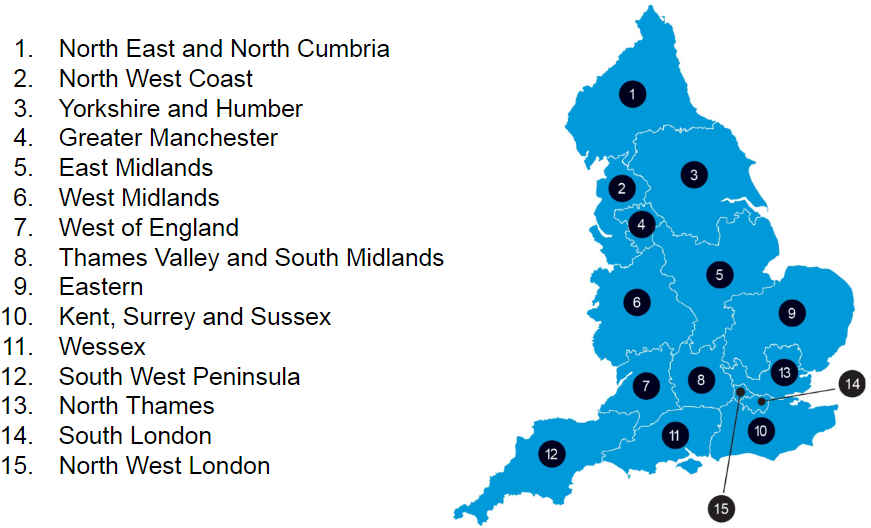 1. North East and North Cumbria
2. North West Coast
3. Yorkshire and Humber
4. Greater Manchester
5. East Midlands
6. West Midlands
7. West of England
8. Thames Valley and South Midlands
9. Eastern
10. Kent, Surrey and Sussex
11. Wessex
12. South West Peninsula
13. North Thames
14. South London
15. North West London
1
3
2
4
5
6
9
13
7
8
14
10
11
12
15